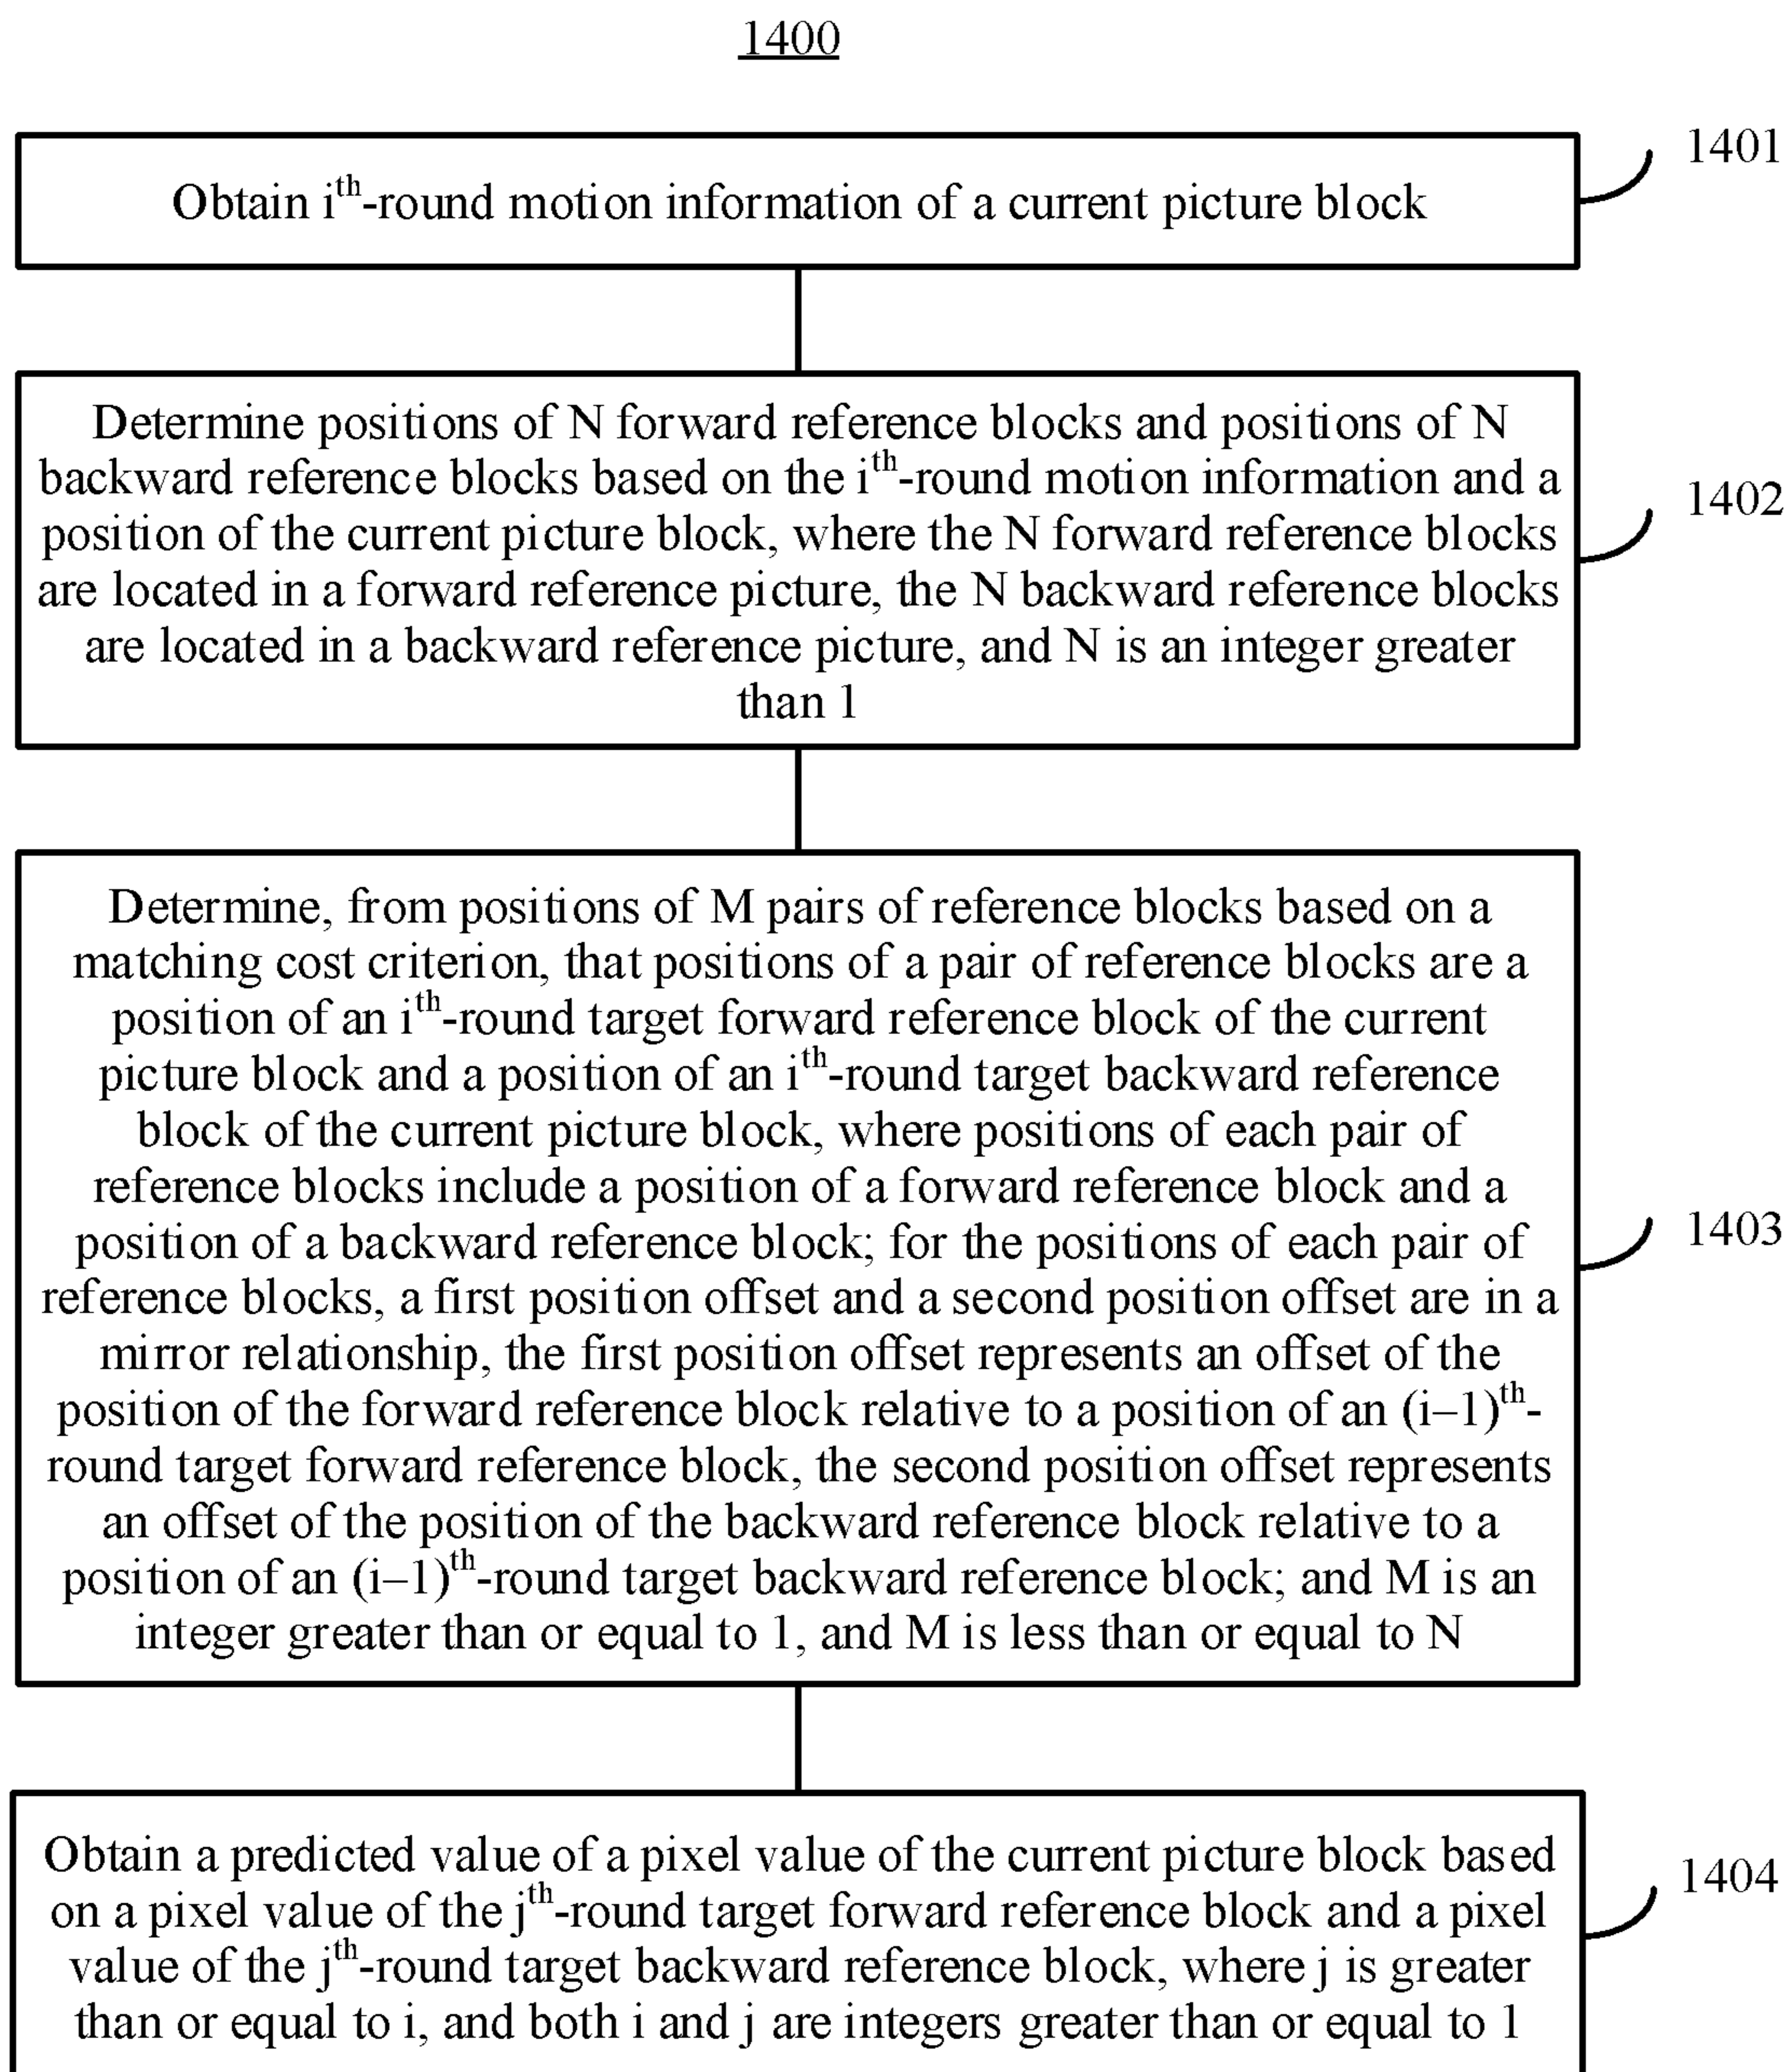 1400
1401
Obtain ith-round motion information of a current picture block
Determine positions of N forward reference blocks and positions of N
backward reference blocks based on the ith-round motion information and a
position of the current picture block, where the N forward reference blocks
are located in a forward reference picture, the N backward reference blocks
are located in a backward reference picture, and N is an integer greater
than 1
1402
Determine, from positions of M pairs of reference blocks based on a
matching cost criterion, that positions of a pair of reference blocks are a
position of an ith-round target forward reference block of the current
picture block and a position of an ith-round target backward reference
block of the current picture block, where positions of each pair of
reference blocks include a position of a forward reference block and a
position of a backward reference block; for the positions of each pair of
reference blocks, a first position offset and a second position offset are in a
mirror relationship, the first position offset represents an offset of the
position of the forward reference block relative to a position of an (i–1)th-
round target forward reference block, the second position offset represents
an offset of the position of the backward reference block relative to a
position of an (i–1)th-round target backward reference block; and M is an
integer greater than or equal to 1, and M is less than or equal to N
1403
Obtain a predicted value of a pixel value of the current picture block based
on a pixel value of the jth-round target forward reference block and a pixel
value of the jth-round target backward reference block, where j is greater
than or equal to i, and both i and j are integers greater than or equal to 1
1404